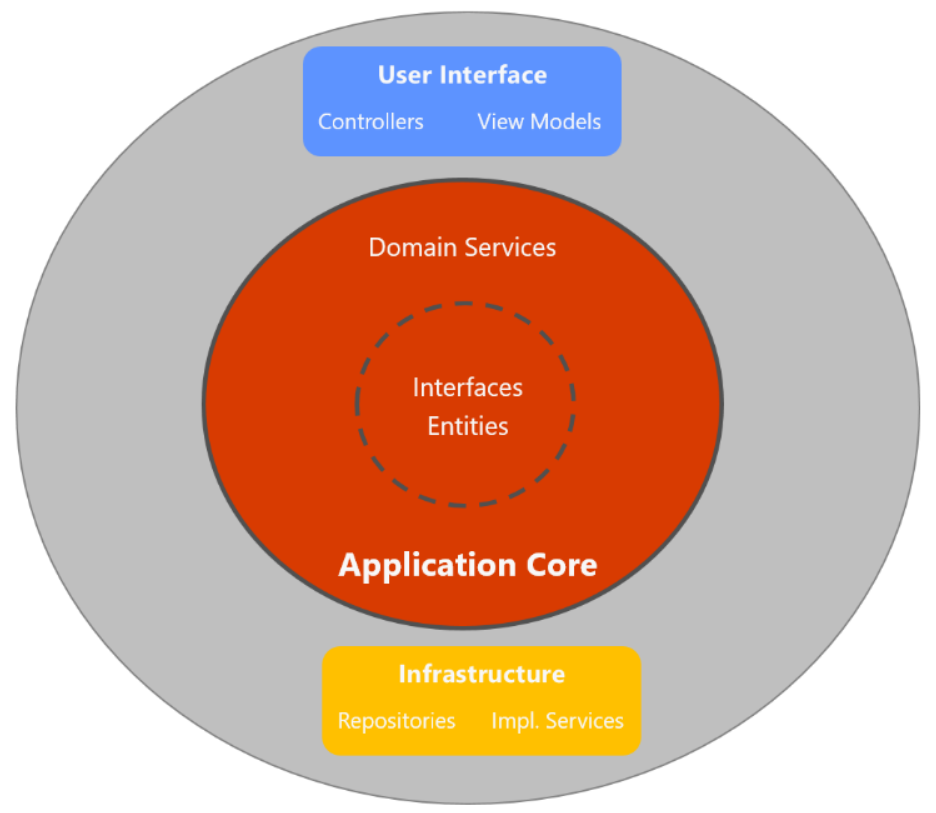 User Interface
Controllers View Models
Domain Services
Interfaces
Entities
Application Core
Infrastructure
Repositories Impl. Services